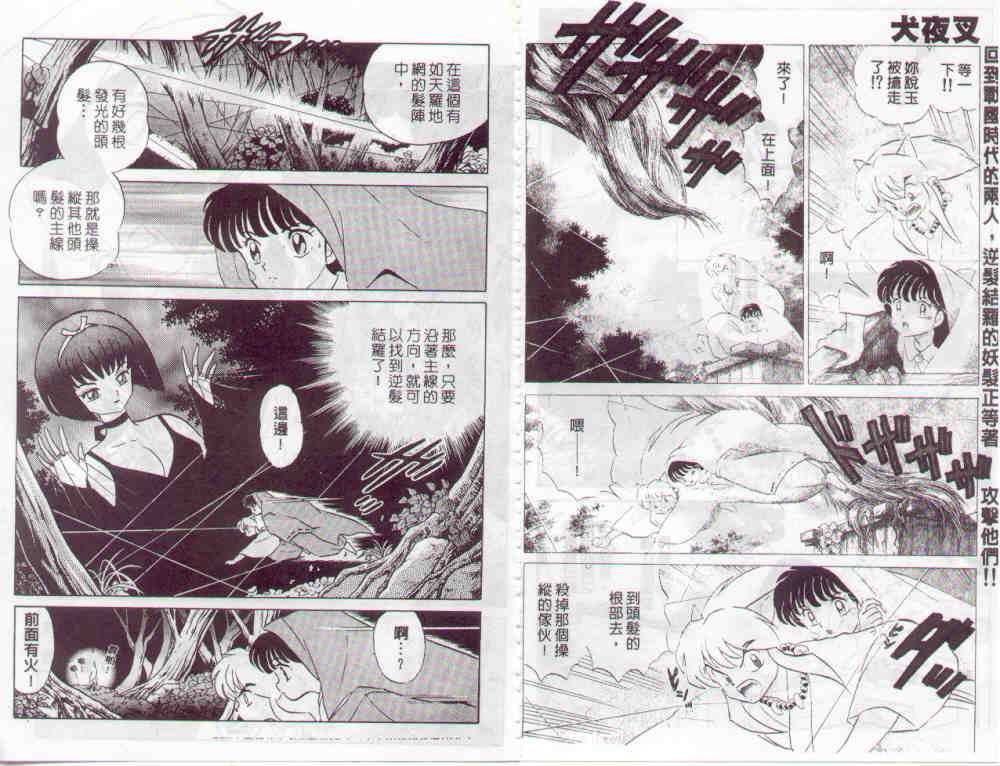 犬夜叉
回到戰國時代的兩人，逆髮結羅的妖髮正等著　攻擊他們!!
等一
下!!
妳說玉
被搶走
了!?
啊！
來了！
在上面！
喂
——！
到頭髮的
根部去，
殺掉那個操
縱的傢伙！
在這個有
如天羅地
網的髮陣
中，
有好幾根
發光的頭
髮…
那就是操
縱其他頭
髮的主線
嗎？
那麼，只要
沿著主線的
方向，就可
以找到逆髮
結羅了！
這邊！
啊…？
前面有
火！